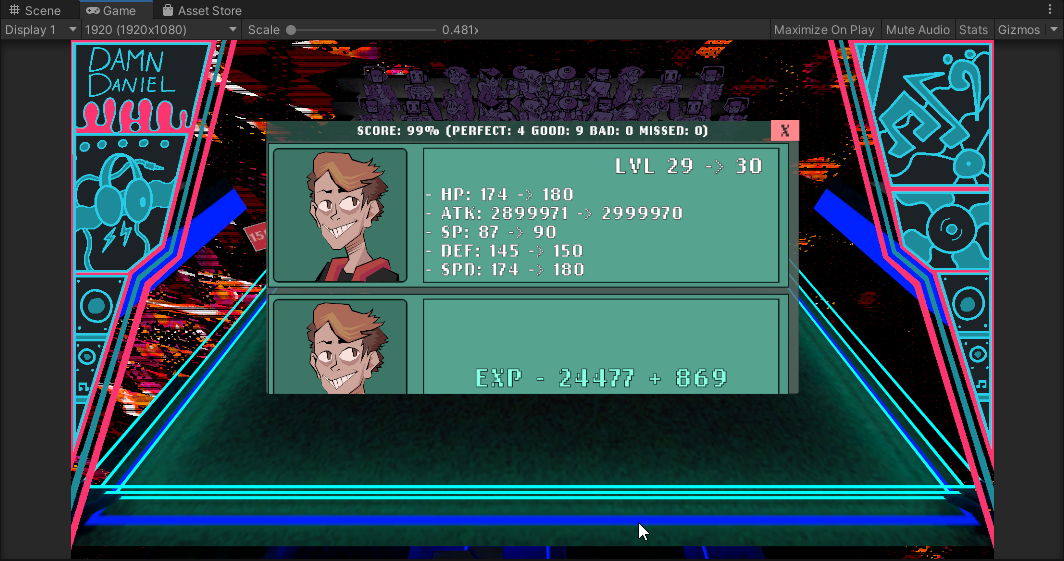 Scene Game Asset Store
Display 1 1920 (1920x1080) Scale 0.481› Maximize On Play Mute Audio Stats Gizmos
DAMN
DANIEL
SCORE: 99% (PERFECT: 4 GOOD: 9 BAD: 0 MISSED: 0) X
LVL 29 -> 30
- HP: 174 -> 180
- ATK: 2899971 -> 2999970
- SP: 87 -> 90
- DEF: 145 -> 150
- SPD: 174 -> 180
EXP - 24477 + 869